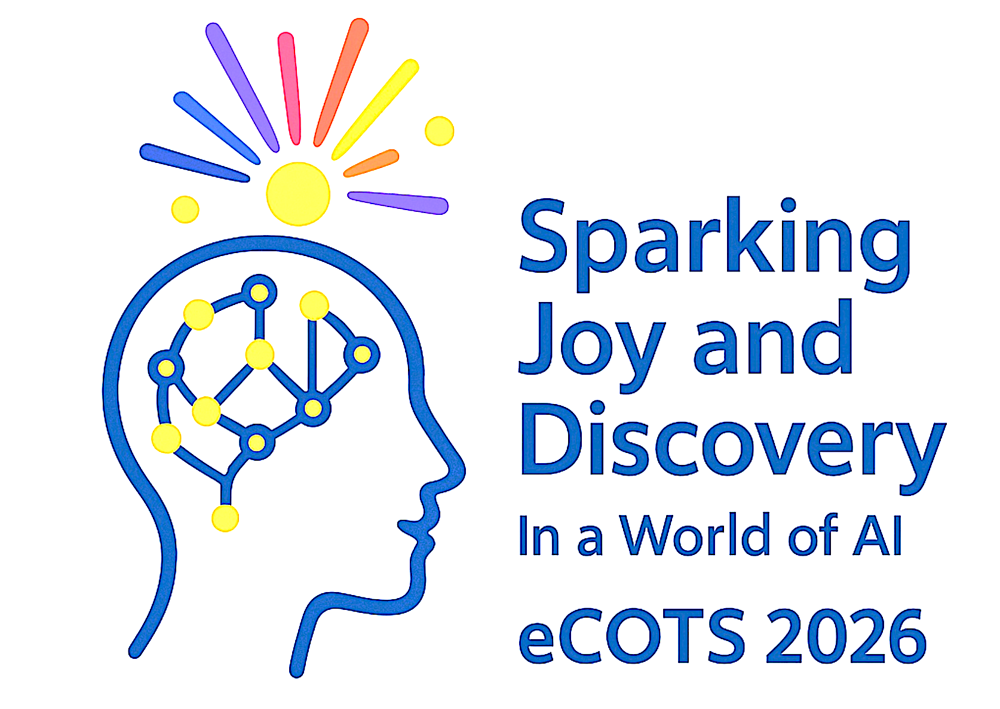 Sparking
Joy and
Discovery
In a World of AI
eCOTS 2026